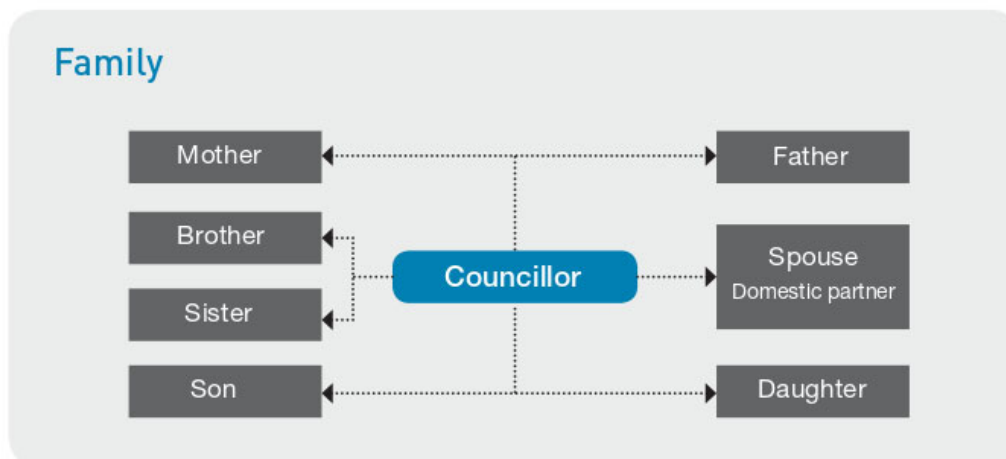 Family
Mother
Father
Brother
Councillor
Spouse
Domestic partner
Sister
Son
Daughter